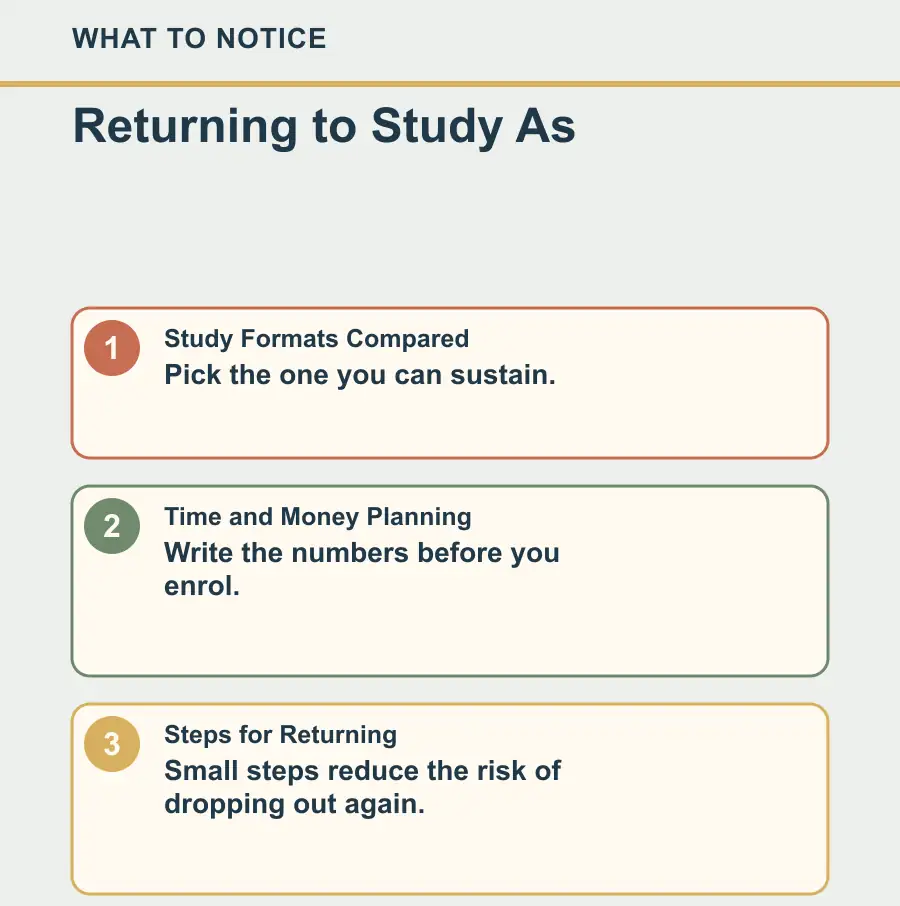 WHAT TO NOTICE
Returning to Study As
1
Study Formats Compared
Pick the one you can sustain.
2
Time and Money Planning
Write the numbers before you
enrol.
3
Steps for Returning
Small steps reduce the risk of
dropping out again.